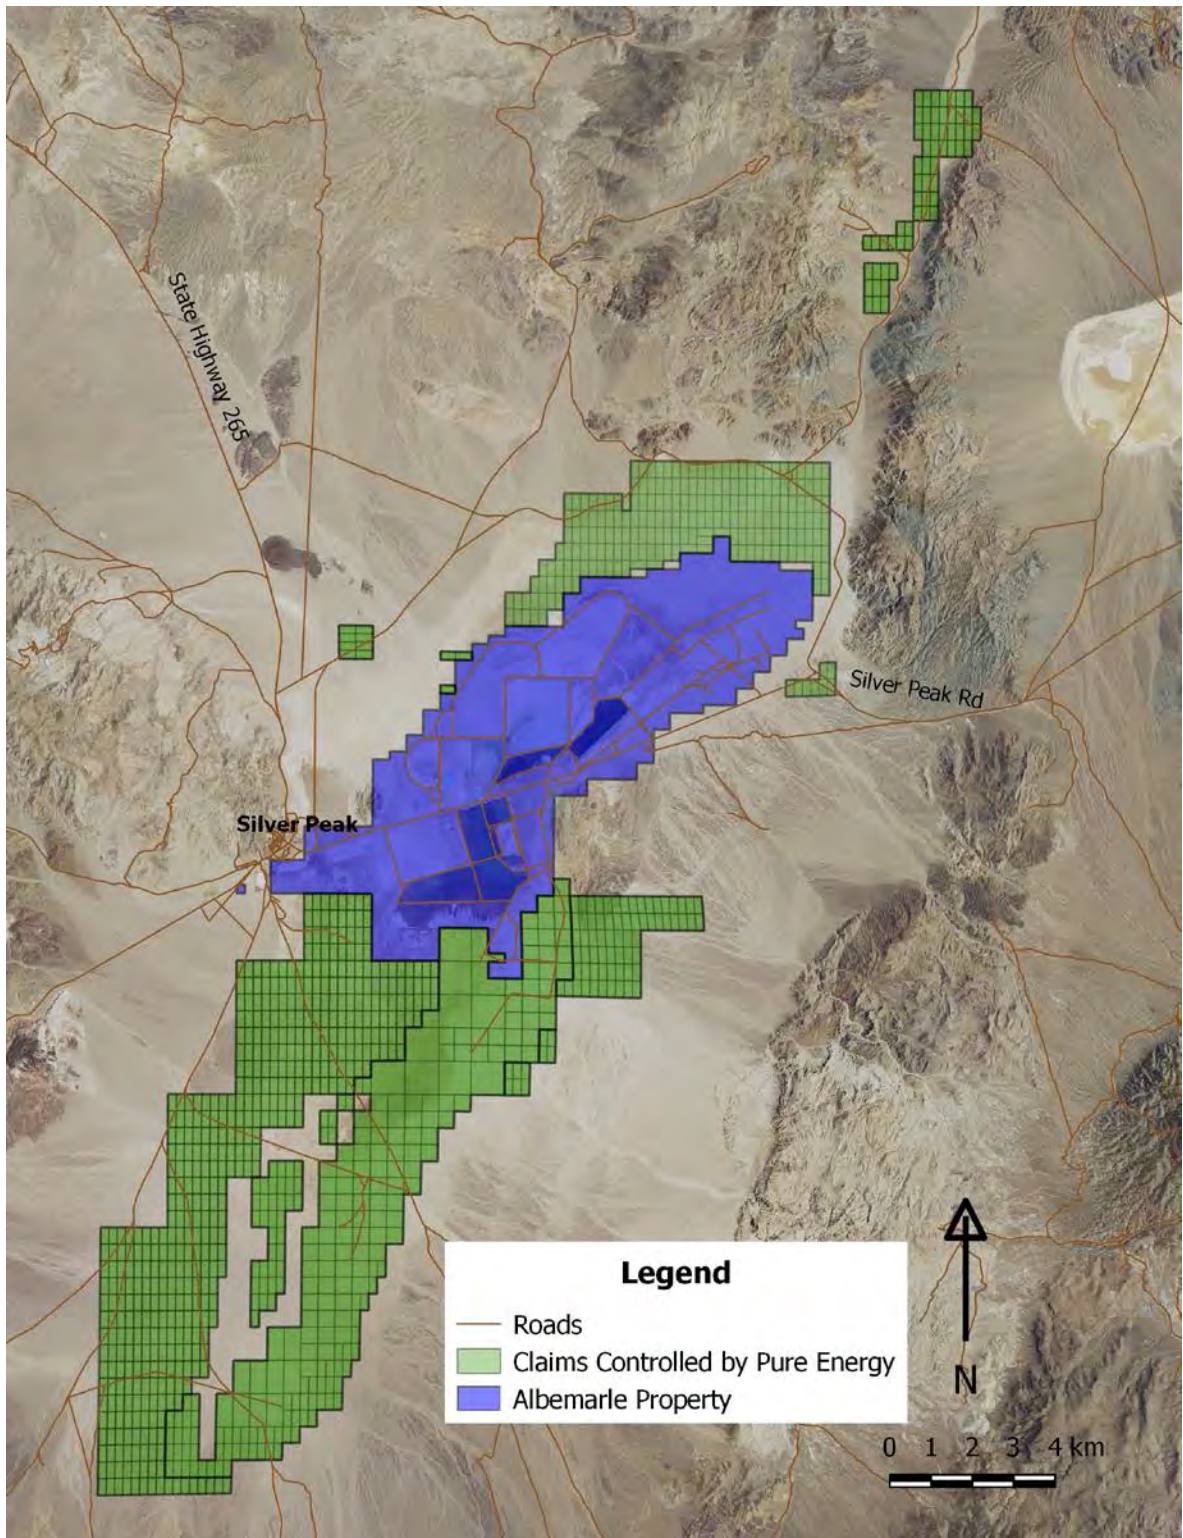 State Highway 265
Silver Peak Rd
Silver Peak
Legend
Roads
Claims Controlled by Pure Energy
Albemarle Property
N
0 1 2 3 4 km